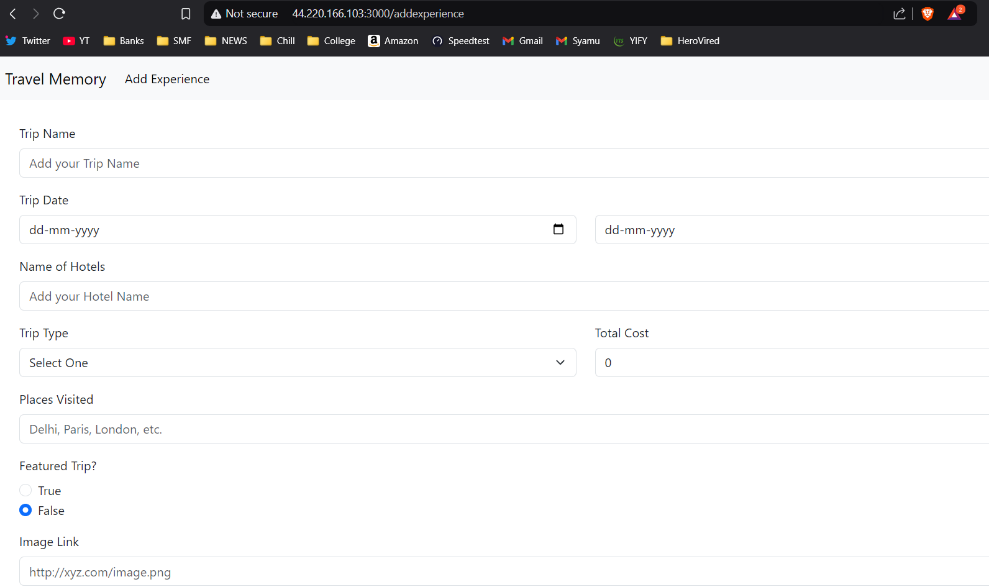 Not secure 44.220.166.103:3000/addexperience 2
Twitter YT Banks SMF NEWS Chill College a Amazon Speedtest Gmail Syamu YIFY HeroVired
Travel Memory Add Experience
Trip Name
Add your Trip Name
Trip Date
dd-mm-yyyy dd-mm-yyyy
Name of Hotels
Add your Hotel Name
Trip Type Total Cost
Select One 0
Places Visited
Delhi, Paris, London, etc.
Featured Trip?
True
False
Image Link
http://xyz.com/image.png